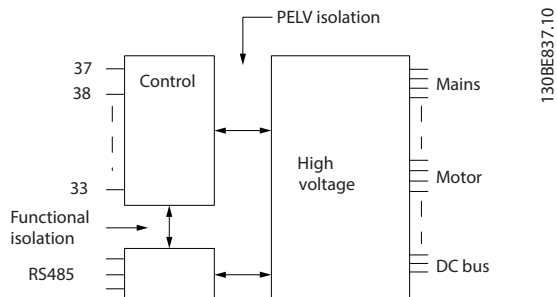 PELV isolation
130BE837.10
37
Control
Mains
38
High
voltage
Motor
33
Functional
isolation
RS485
DC bus